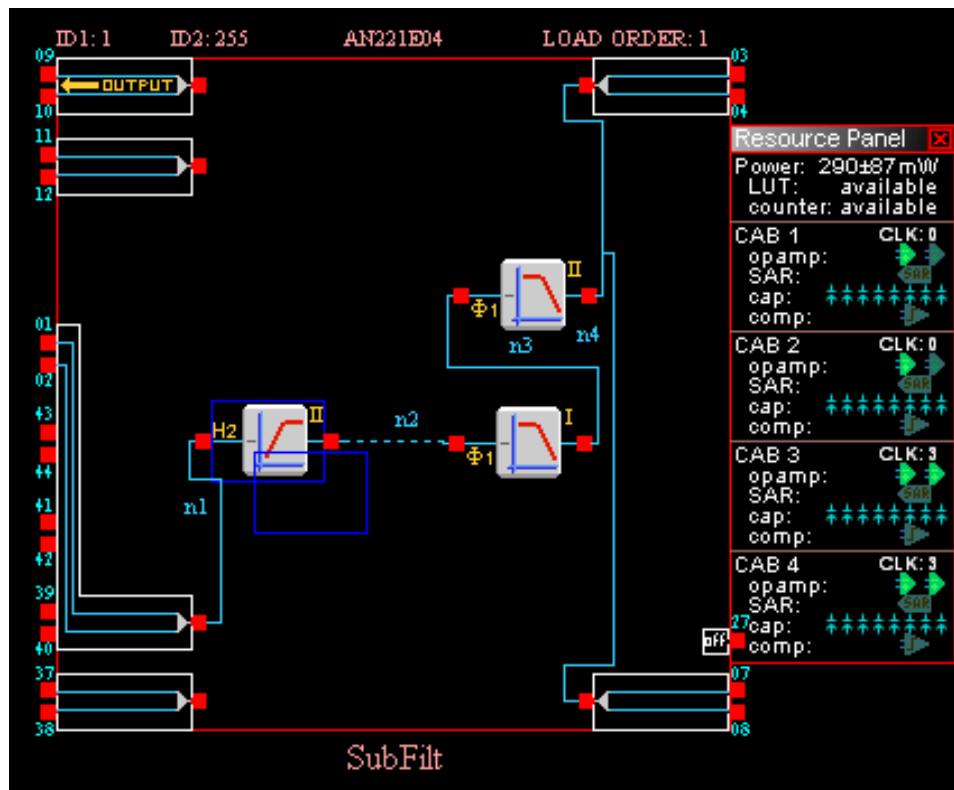 ID1: 1 ID2: 255 AN221E04 LOAD ORDER: 1
09
OUTPUT
10
11
12
01
02
43
44
41
42
39
40
37
38
03
04
27
off
07
08
Φ1
II
n3
n4
H2
II
n1
n2
Φ1
I
SubFilt
Resource Panel
Power: 290±87mW
LUT: available
counter: available
CAB 1 CLK: 0
opamp:
SAR: SAR
cap:
comp:
CAB 2 CLK: 0
opamp:
SAR: SAR
cap:
comp:
CAB 3 CLK: 3
opamp:
SAR: SAR
cap:
comp:
CAB 4 CLK: 3
opamp:
SAR: SAR
cap:
comp: